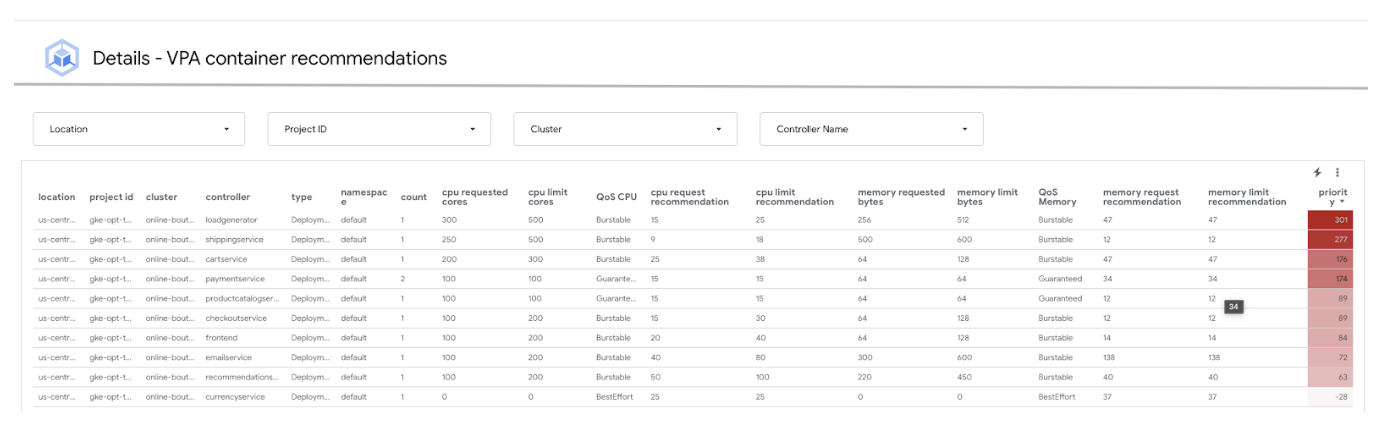 Details - VPA container recommendations
Location Project ID Cluster Controller Name
location project id cluster controller type namespac e count cpu requested cores cpu limit cores QoS CPU cpu request recommendation cpu limit recommendation memory requested bytes memory limit bytes QoS Memory memory request recommendation memory limit recommendation priorit y
us-centr... gke-opt-t... online-bout... loadgenerator Deploym... default 1 300 500 Burstable 15 25 256 512 Burstable 47 47 301
us-centr... gke-opt-t... online-bout... shippingservice Deploym... default 1 250 500 Burstable 9 18 500 600 Burstable 12 12 277
us-centr... gke-opt-t... online-bout... cartservice Deploym... default 1 200 300 Burstable 25 38 64 128 Burstable 47 47 176
us-centr... gke-opt-t... online-bout... paymentservice Deploym... default 2 100 100 Guarante... 15 15 64 64 Guaranteed 34 34 174
us-centr... gke-opt-t... online-bout... productcatalogser... Deploym... default 1 100 100 Guarante... 15 15 64 64 Guaranteed 12 12 89
34
us-centr... gke-opt-t... online-bout... checkoutservice Deploym... default 1 100 200 Burstable 15 30 64 128 Burstable 12 12 89
us-centr... gke-opt-t... online-bout... frontend Deploym... default 1 100 200 Burstable 20 40 64 128 Burstable 14 14 84
us-centr... gke-opt-t... online-bout... emailservice Deploym... default 1 100 200 Burstable 40 80 300 600 Burstable 138 138 72
us-centr... gke-opt-t... online-bout... recommendations... Deploym... default 1 100 200 Burstable 50 100 220 450 Burstable 40 40 63
us-centr... gke-opt-t... online-bout... currencyservice Deploym... default 1 0 0 BestEffort 25 25 0 0 BestEffort 37 37 -28